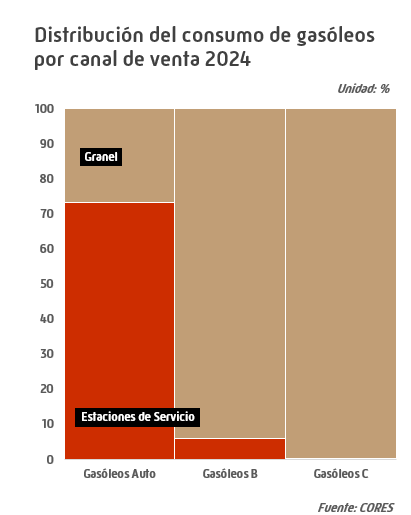 Distribución del consumo de gasóleos
por canal de venta 2024
Unidad: %
100
90
80
70
60
50
40
30
20
10
0
Granel
Estaciones de Servicio
Gasóleos Auto
Gasóleos B
Gasóleos C
Fuente: CORES